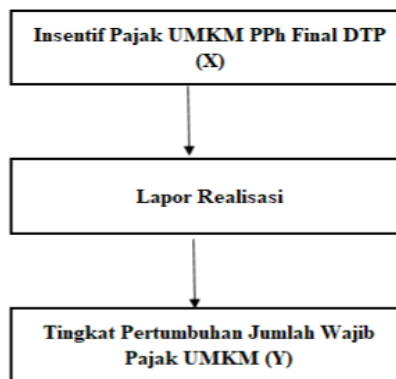 Insentif Pajak UMKM PPh Final DTP
(X)
Lapor Realisasi
Tingkat Pertumbuhan Jumlah Wajib
Pajak UMKM (Y)